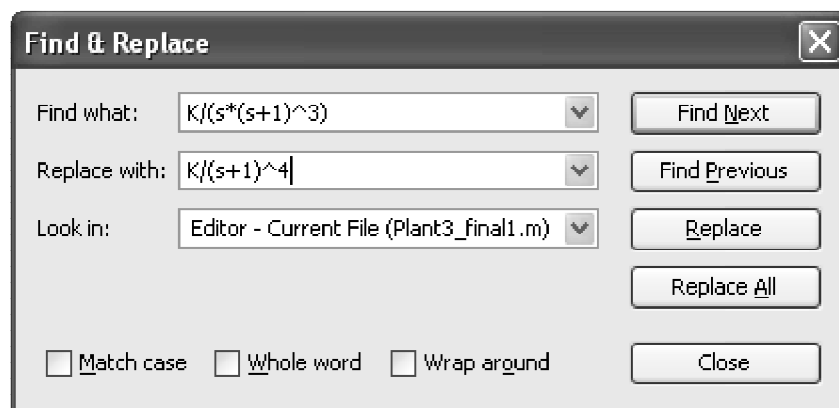 Find & Replace
Find what: K/(s*(s+1)^3) Find Next
Replace with: K/(s+1)^4 Find Previous
Look in: Editor - Current File (Plant3_final1.m) Replace
Replace All
Match case Whole word Wrap around Close